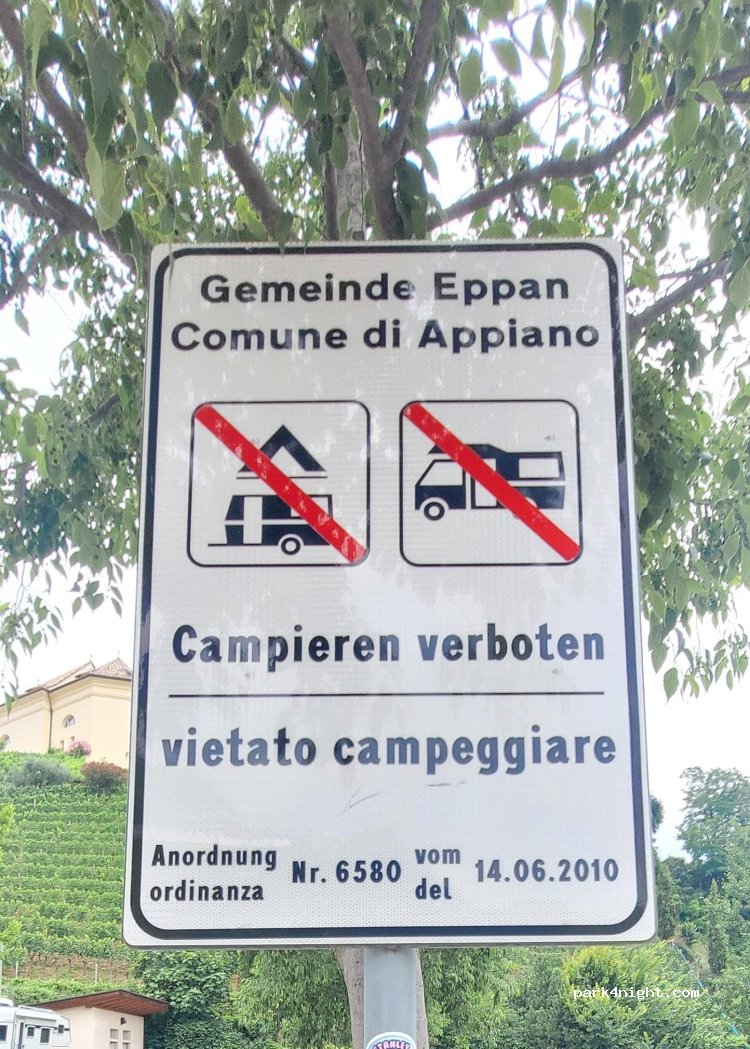 Gemeinde Eppan
Comune di Appiano
Campieren verboten
vietato campeggiare
Anordnung Nr. 6580 vom 14.06.2010
ordinanza del
park4night.com
STANLEY